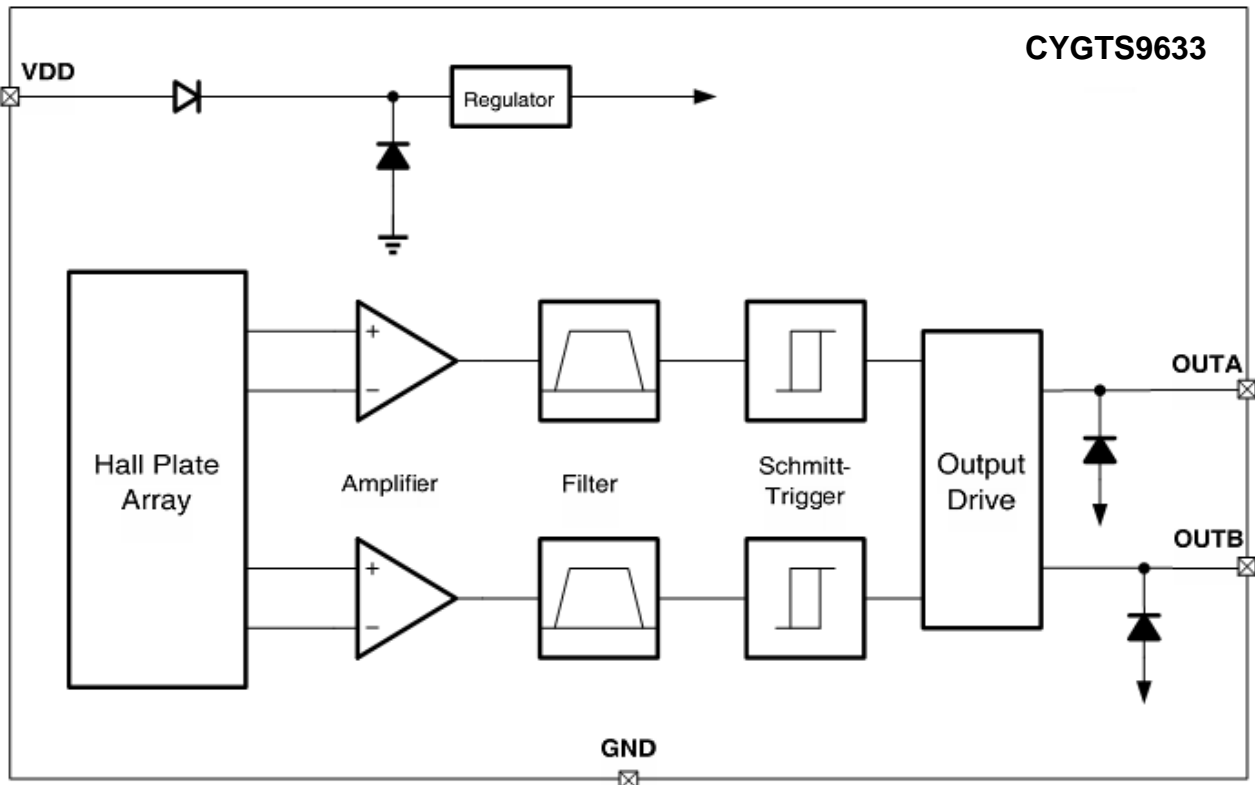 CYGTS9633
VDD
Regulator
+
−
Hall Plate
Array
Amplifier
Filter
Schmitt-
Trigger
Output
Drive
OUTA
OUTB
+
−
GND